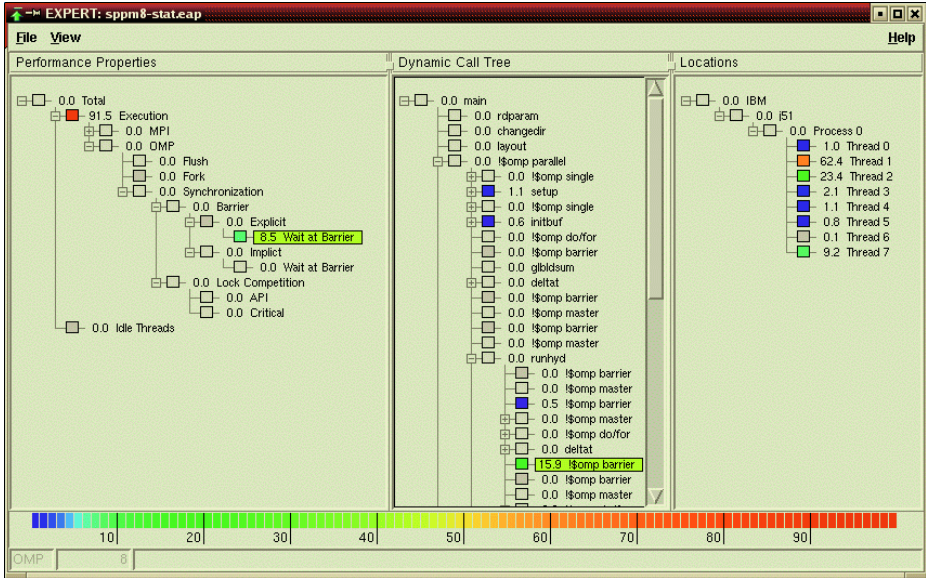 EXPERT: sppm8-stat.eap
File View Help
Performance Properties
0.0 Total
91.5 Execution
0.0 MPI
0.0 OMP
0.0 Flush
0.0 Fork
0.0 Synchronization
0.0 Barrier
0.0 Explicit
8.5 Wait at Barrier
0.0 Implict
0.0 Wait at Barrier
0.0 Lock Competition
0.0 API
0.0 Critical
0.0 Idle Threads
Dynamic Call Tree
0.0 main
0.0 rdparam
0.0 changedir
0.0 layout
0.0 !$omp parallel
0.0 !$omp single
1.1 setup
0.0 !$omp single
0.6 initbuf
0.0 !$omp do/for
0.0 !$omp barrier
0.0 glbldsum
0.0 deltat
0.0 !$omp barrier
0.0 !$omp master
0.0 !$omp barrier
0.0 !$omp master
0.0 runhyd
0.0 !$omp barrier
0.0 !$omp master
0.5 !$omp barrier
0.0 !$omp master
0.0 !$omp do/for
0.0 deltat
15.9 !$omp barrier
0.0 !$omp barrier
0.0 !$omp master
Locations
0.0 IBM
0.0 j51
0.0 Process 0
1.0 Thread 0
62.4 Thread 1
23.4 Thread 2
2.1 Thread 3
1.1 Thread 4
0.8 Thread 5
0.1 Thread 6
9.2 Thread 7
10 20 30 40 50 60 70 80 90
OMP 8